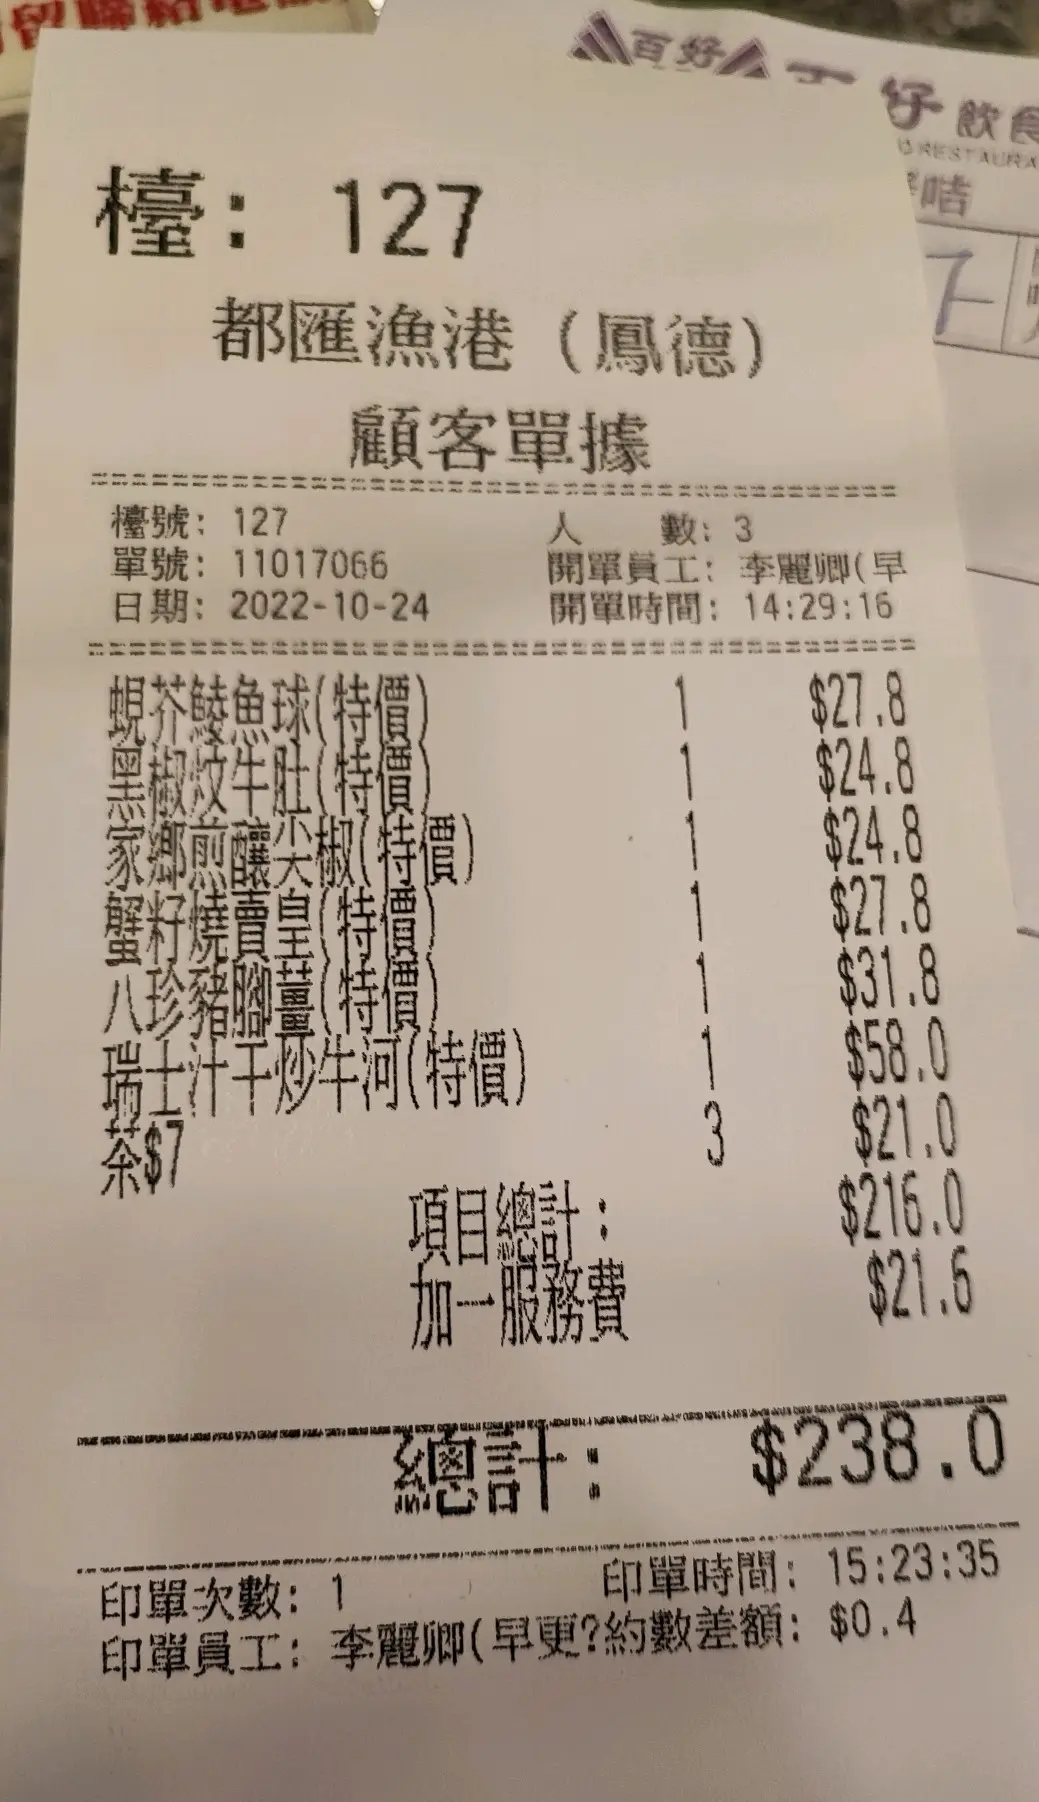 百好
仔飲食
RESTAURA
咭
檯: 127
都匯漁港(鳳德)
顧客單據
檯號: 127 人 數: 3
單號: 11017066 開單員工: 李麗卿(早
日期: 2022-10-24 開單時間: 14:29:16
蜆芥鯪魚球(特價) 1 $27.8
黑椒炆牛肚(特價) 1 $24.8
家鄉煎釀尖椒(特價) 1 $24.8
蟹籽燒賣皇(特價) 1 $27.8
八珍豬腳薑(特價) 1 $31.8
瑞士汁干炒牛河(特價) 1 $58.0
茶$7 3 $21.0
項目總計: $216.0
加一服務費 $21.6
總計: $238.0
印單次數: 1 印單時間: 15:23:35
印單員工: 李麗卿(早更?約數差額: $0.4